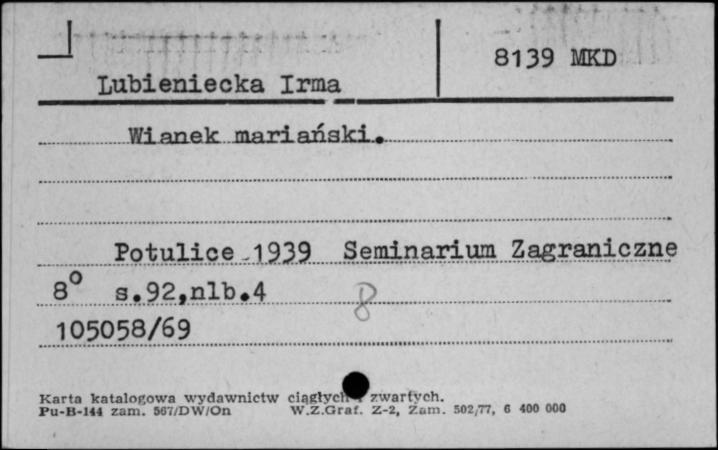 8139 MKD
Lubieniecka Irma
Wianek mariański.
Potulice 1939 Seminarium Zagraniczne
8° s.92,nlb.4
8
105058/69
Karta katalogowa wydawnictw ciągłych i zwartych.
Pu-B-144 zam. 567/DW/On W.Z.Graf. Z-2, Zam. 502/77, 6 400 000